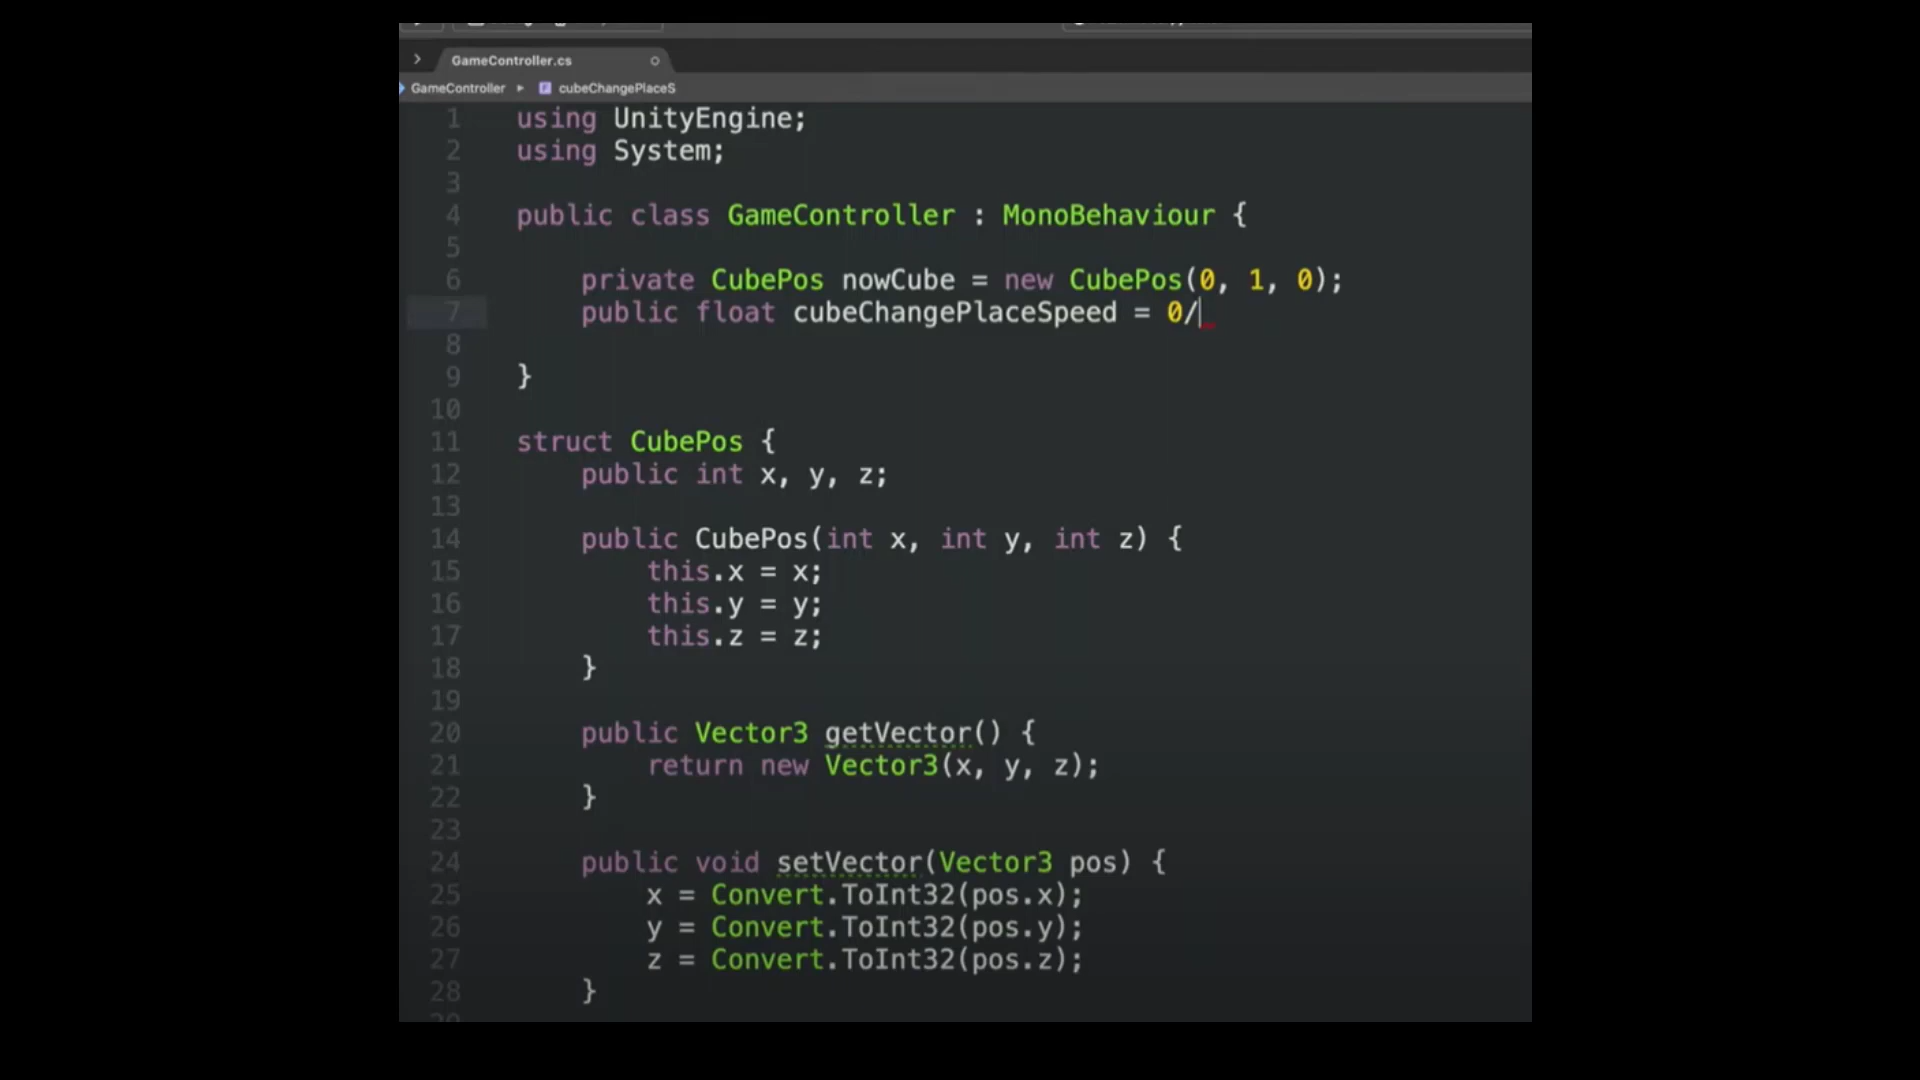 GameController.cs
GameController ▸ cubeChangePlaceS
1 using UnityEngine;
2 using System;
3
4 public class GameController : MonoBehaviour {
5
6 private CubePos nowCube = new CubePos(0, 1, 0);
7 public float cubeChangePlaceSpeed = 0/
8
9 }
10
11 struct CubePos {
12 public int x, y, z;
13
14 public CubePos(int x, int y, int z) {
15 this.x = x;
16 this.y = y;
17 this.z = z;
18 }
19
20 public Vector3 getVector() {
21 return new Vector3(x, y, z);
22 }
23
24 public void setVector(Vector3 pos) {
25 x = Convert.ToInt32(pos.x);
26 y = Convert.ToInt32(pos.y);
27 z = Convert.ToInt32(pos.z);
28 }